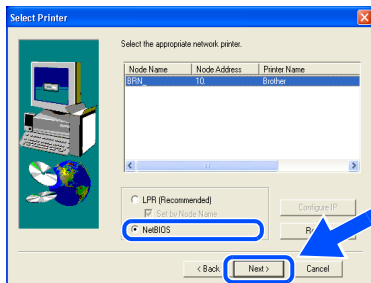 Select Printer
Select the appropriate network printer.
Node Name Node Address Printer Name
BRN_ 10. Brother
LPR (Recommended)
Set by Node Name
NetBIOS
Configure IP
< Back Next > Cancel